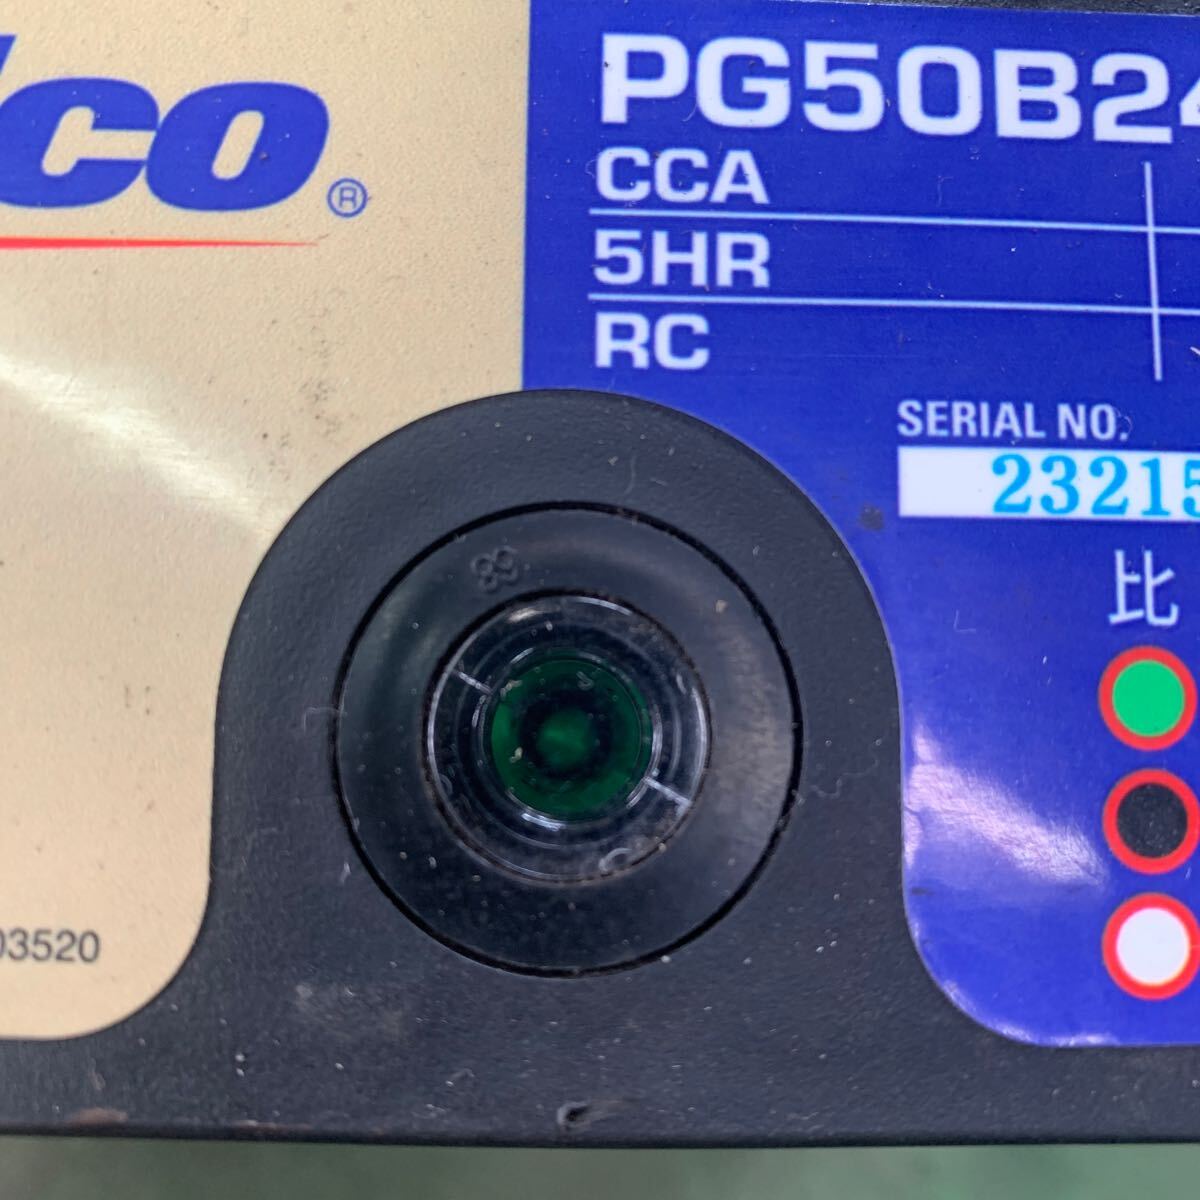 lco®
PG50B24
CCA
5HR
RC
SERIAL NO.
23215
比
03520